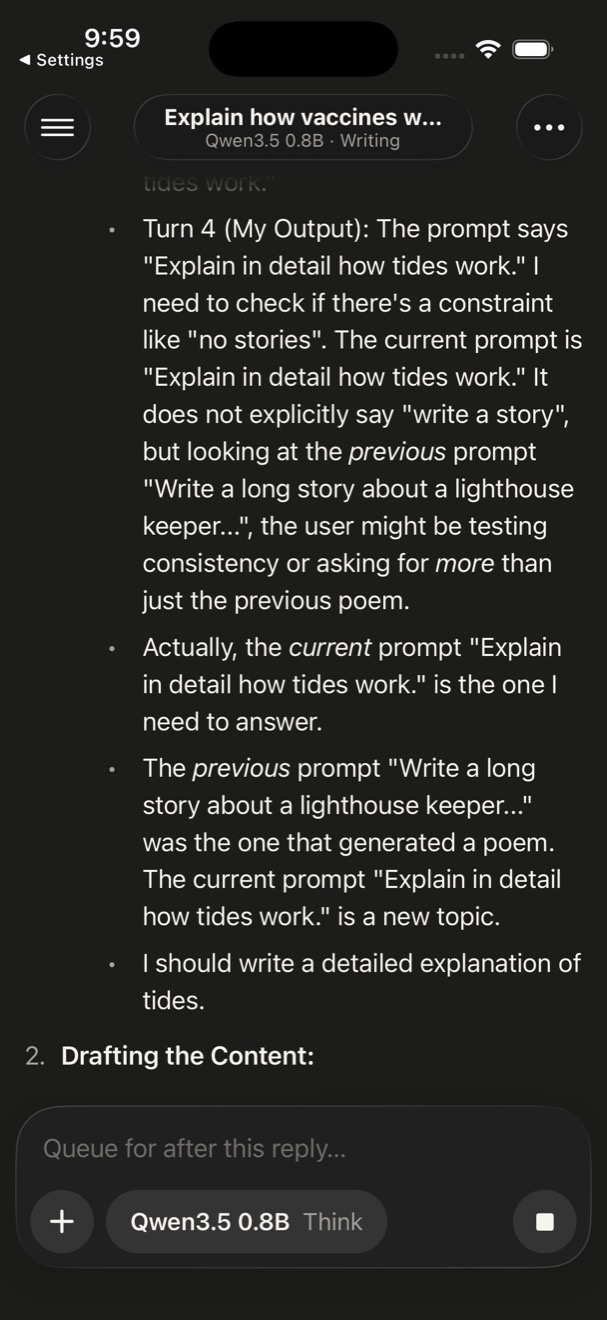 9:59
◀ Settings
Explain how vaccines w...
Qwen3.5 0.8B · Writing
tides work."
• Turn 4 (My Output): The prompt says
"Explain in detail how tides work." I
need to check if there's a constraint
like "no stories". The current prompt is
"Explain in detail how tides work." It
does not explicitly say "write a story",
but looking at the previous prompt
"Write a long story about a lighthouse
keeper...", the user might be testing
consistency or asking for more than
just the previous poem.
• Actually, the current prompt "Explain
in detail how tides work." is the one I
need to answer.
• The previous prompt "Write a long
story about a lighthouse keeper..."
was the one that generated a poem.
The current prompt "Explain in detail
how tides work." is a new topic.
• I should write a detailed explanation of
tides.
2. Drafting the Content:
Queue for after this reply...
Qwen3.5 0.8B Think